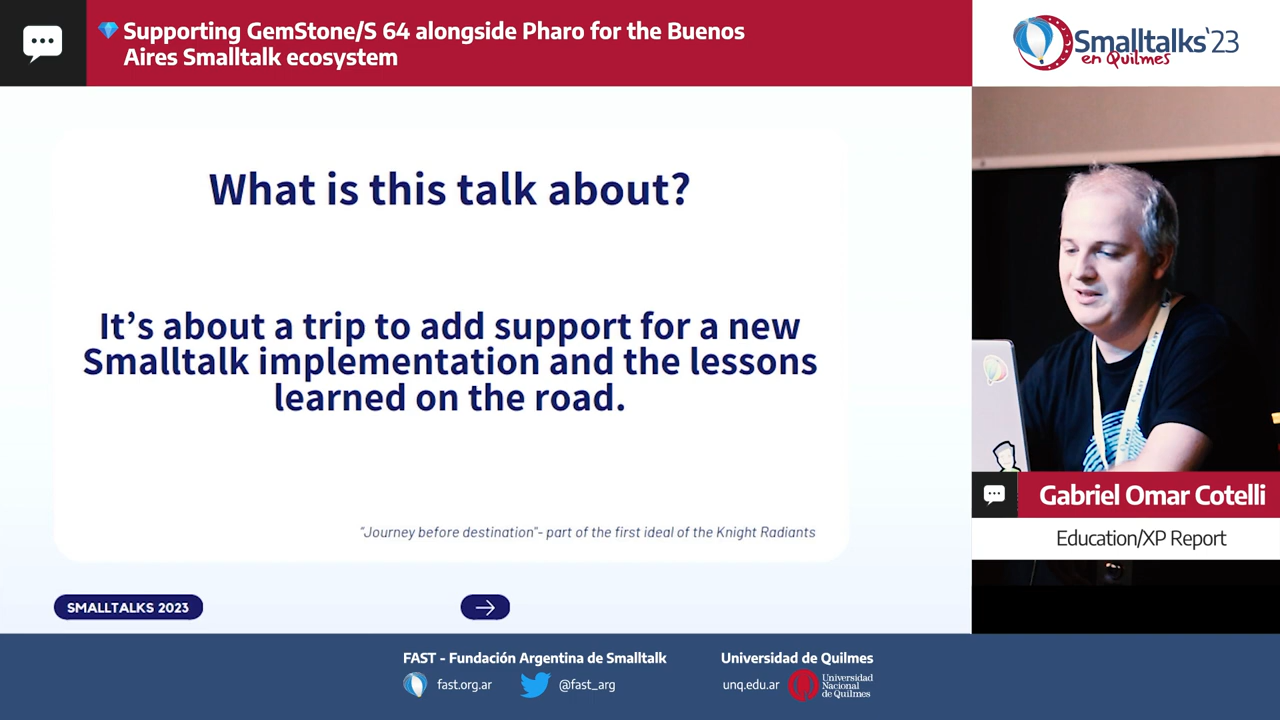 💎 Supporting GemStone/S 64 alongside Pharo for the Buenos
Aires Smalltalk ecosystem
Smalltalks'23
en Quilmes
What is this talk about?
It’s about a trip to add support for a new
Smalltalk implementation and the lessons
learned on the road.
“Journey before destination”- part of the first ideal of the Knight Radiants
SMALLTALKS 2023
Gabriel Omar Cotelli
Education/XP Report
FAST - Fundación Argentina de Smalltalk
fast.org.ar
@fast_arg
Universidad de Quilmes
unq.edu.ar
Universidad
Nacional
de Quilmes